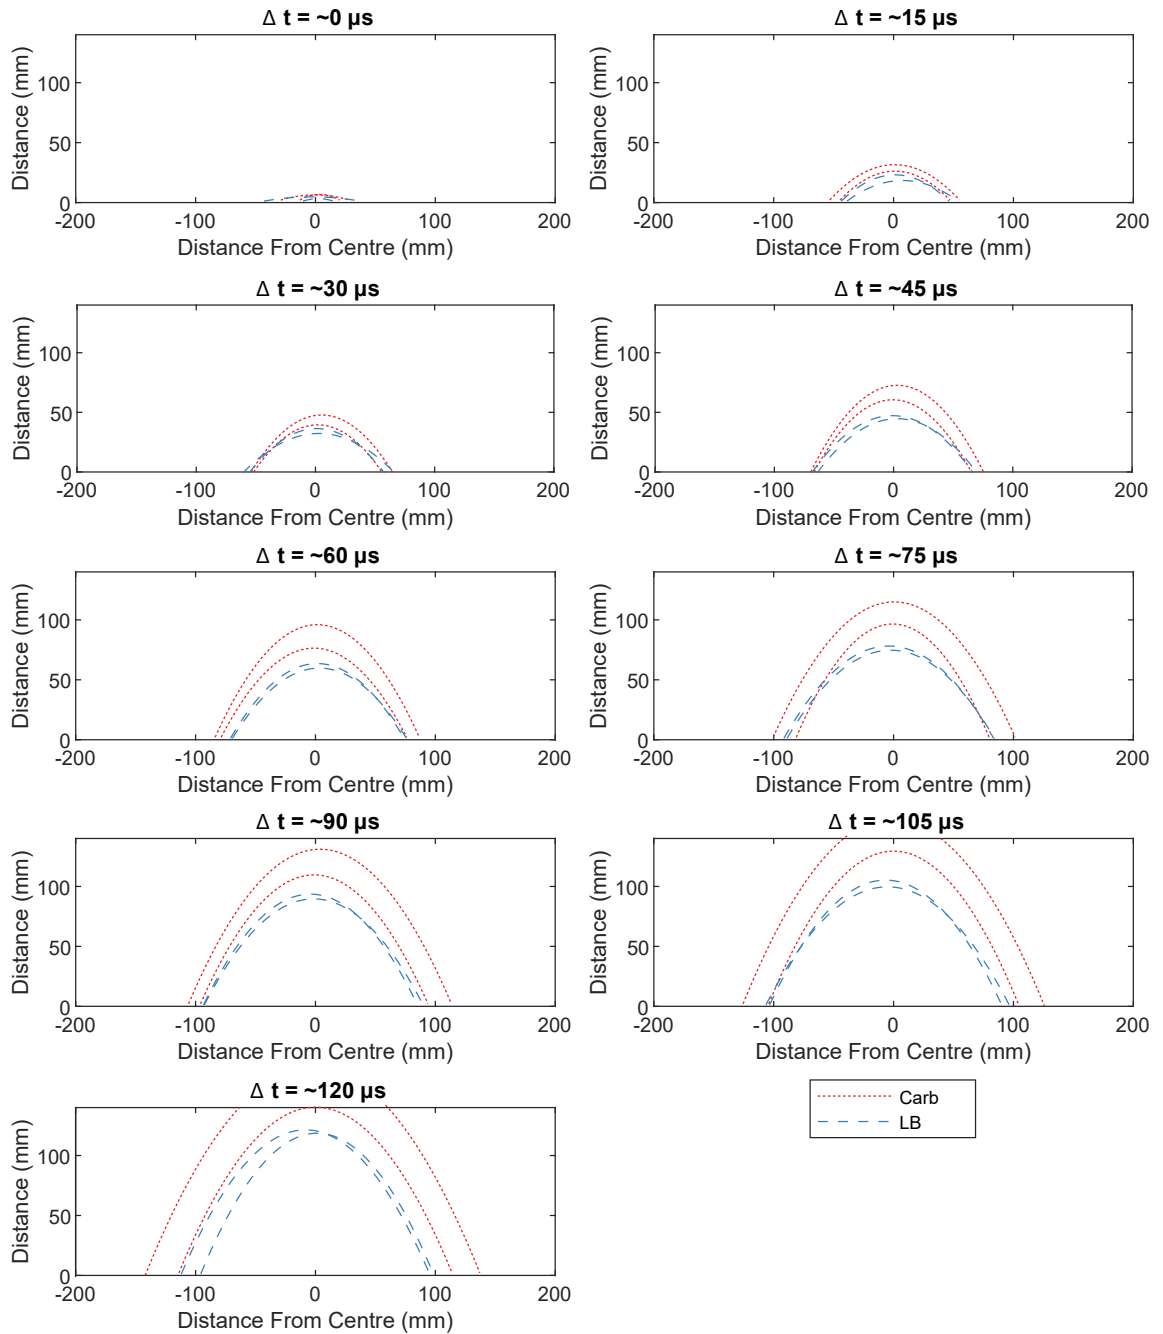 Δ t = ~0 µs
Distance (mm)
100
50
0
-200 -100 0 100 200
Distance From Centre (mm)
Δ t = ~15 µs
Distance (mm)
100
50
0
-200 -100 0 100 200
Distance From Centre (mm)
Δ t = ~30 µs
Distance (mm)
100
50
0
-200 -100 0 100 200
Distance From Centre (mm)
Δ t = ~45 µs
Distance (mm)
100
50
0
-200 -100 0 100 200
Distance From Centre (mm)
Δ t = ~60 µs
Distance (mm)
100
50
0
-200 -100 0 100 200
Distance From Centre (mm)
Δ t = ~75 µs
Distance (mm)
100
50
0
-200 -100 0 100 200
Distance From Centre (mm)
Δ t = ~90 µs
Distance (mm)
100
50
0
-200 -100 0 100 200
Distance From Centre (mm)
Δ t = ~105 µs
Distance (mm)
100
50
0
-200 -100 0 100 200
Distance From Centre (mm)
Δ t = ~120 µs
Distance (mm)
100
50
0
-200 -100 0 100 200
Distance From Centre (mm)
Carb
LB